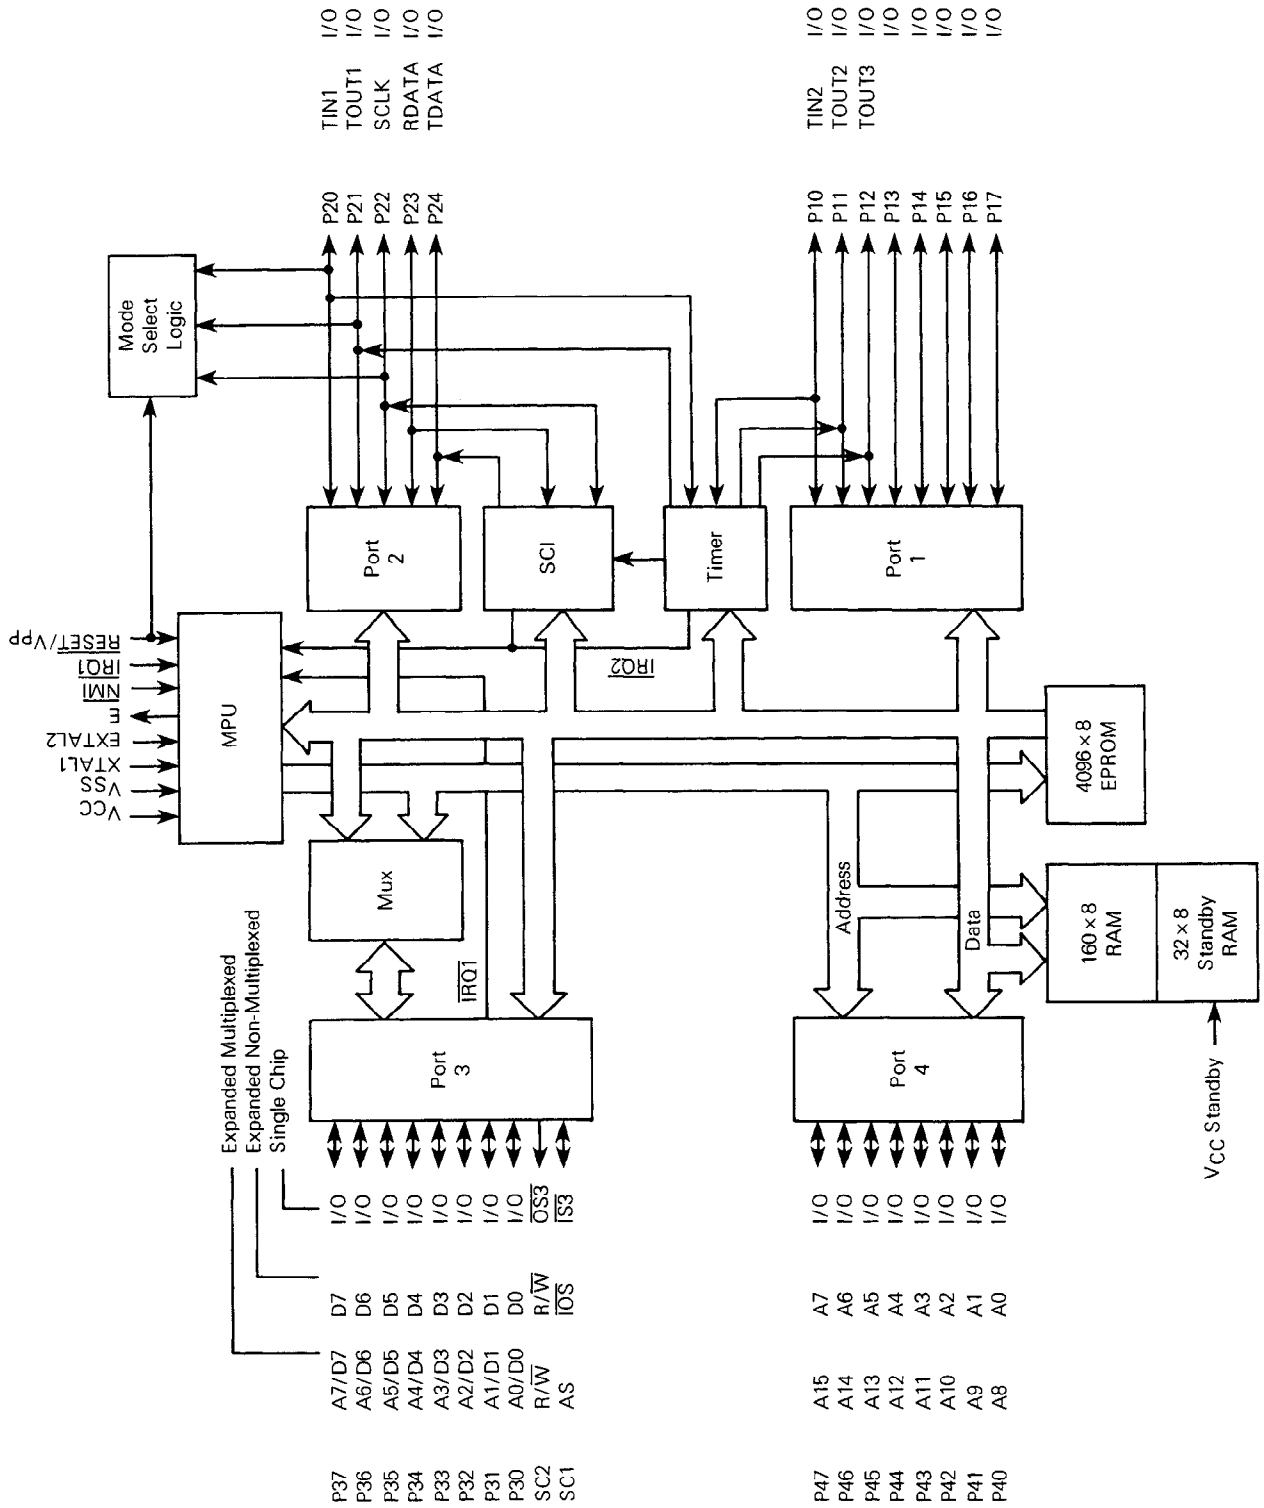 P20 TIN1 I/O
P21 TOUT1 I/O
P22 SCLK I/O
P23 RDATA I/O
P24 TDATA I/O
P10 TIN2 I/O
P11 TOUT2 I/O
P12 TOUT3 I/O
P13 I/O
P14 I/O
P15 I/O
P16 I/O
P17 I/O
Mode
Select
Logic
Port
2
SCI
Timer
Port
1
RESET/VPP
IRQ1
NMI
E
EXTAL2
XTAL1
VSS
VCC
MPU
IRQ2
4096 × 8
EPROM
Mux
Address
Data
160 × 8
RAM
32 × 8
Standby
RAM
VCC Standby
IRQ1
Port
3
Port
4
Expanded Multiplexed
Expanded Non-Multiplexed
Single Chip
P37 A7/D7 D7 I/O
P36 A6/D6 D6 I/O
P35 A5/D5 D5 I/O
P34 A4/D4 D4 I/O
P33 A3/D3 D3 I/O
P32 A2/D2 D2 I/O
P31 A1/D1 D1 I/O
P30 A0/D0 D0 I/O
SC2 R/W R/W OS3
SC1 AS IOS IS3
P47 A15 A7 I/O
P46 A14 A6 I/O
P45 A13 A5 I/O
P44 A12 A4 I/O
P43 A11 A3 I/O
P42 A10 A2 I/O
P41 A9 A1 I/O
P40 A8 A0 I/O